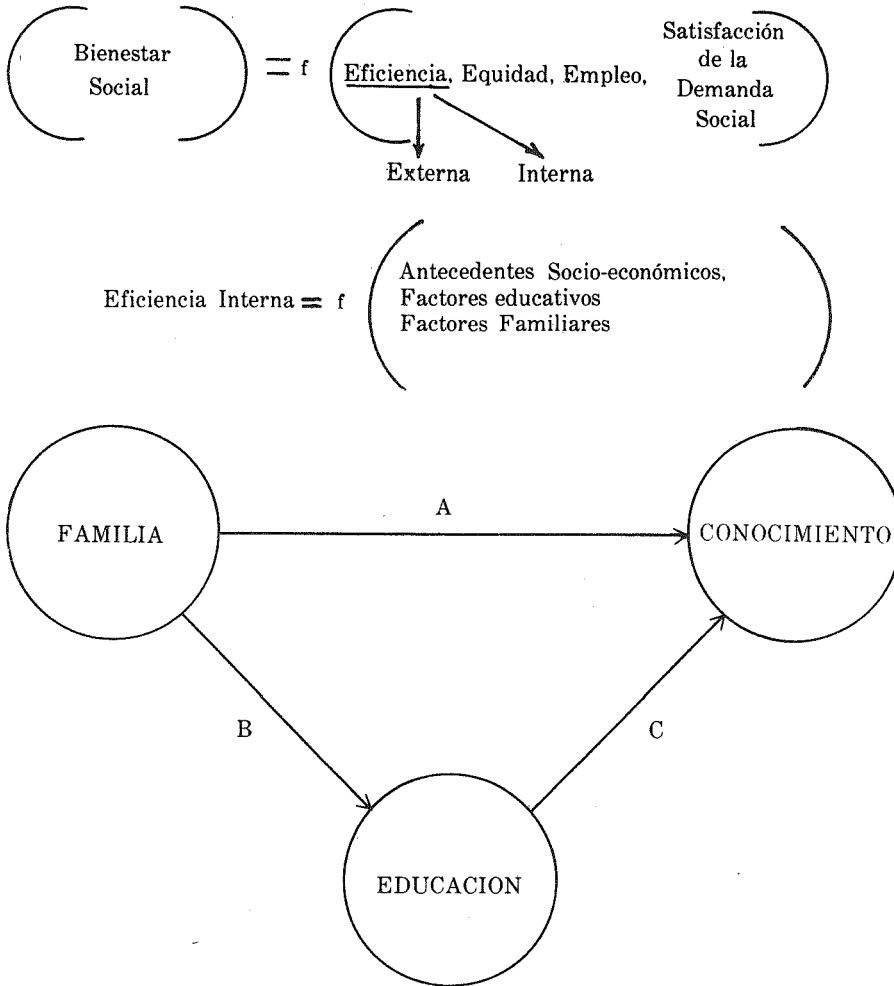 Bienestar
Social
= f
Eficiencia, Equidad, Empleo,
Satisfacción
de la
Demanda
Social
Externa Interna
Eficiencia Interna = f
Antecedentes Socio-económicos,
Factores educativos
Factores Familiares
FAMILIA
A
CONOCIMIENTO
B
C
EDUCACION